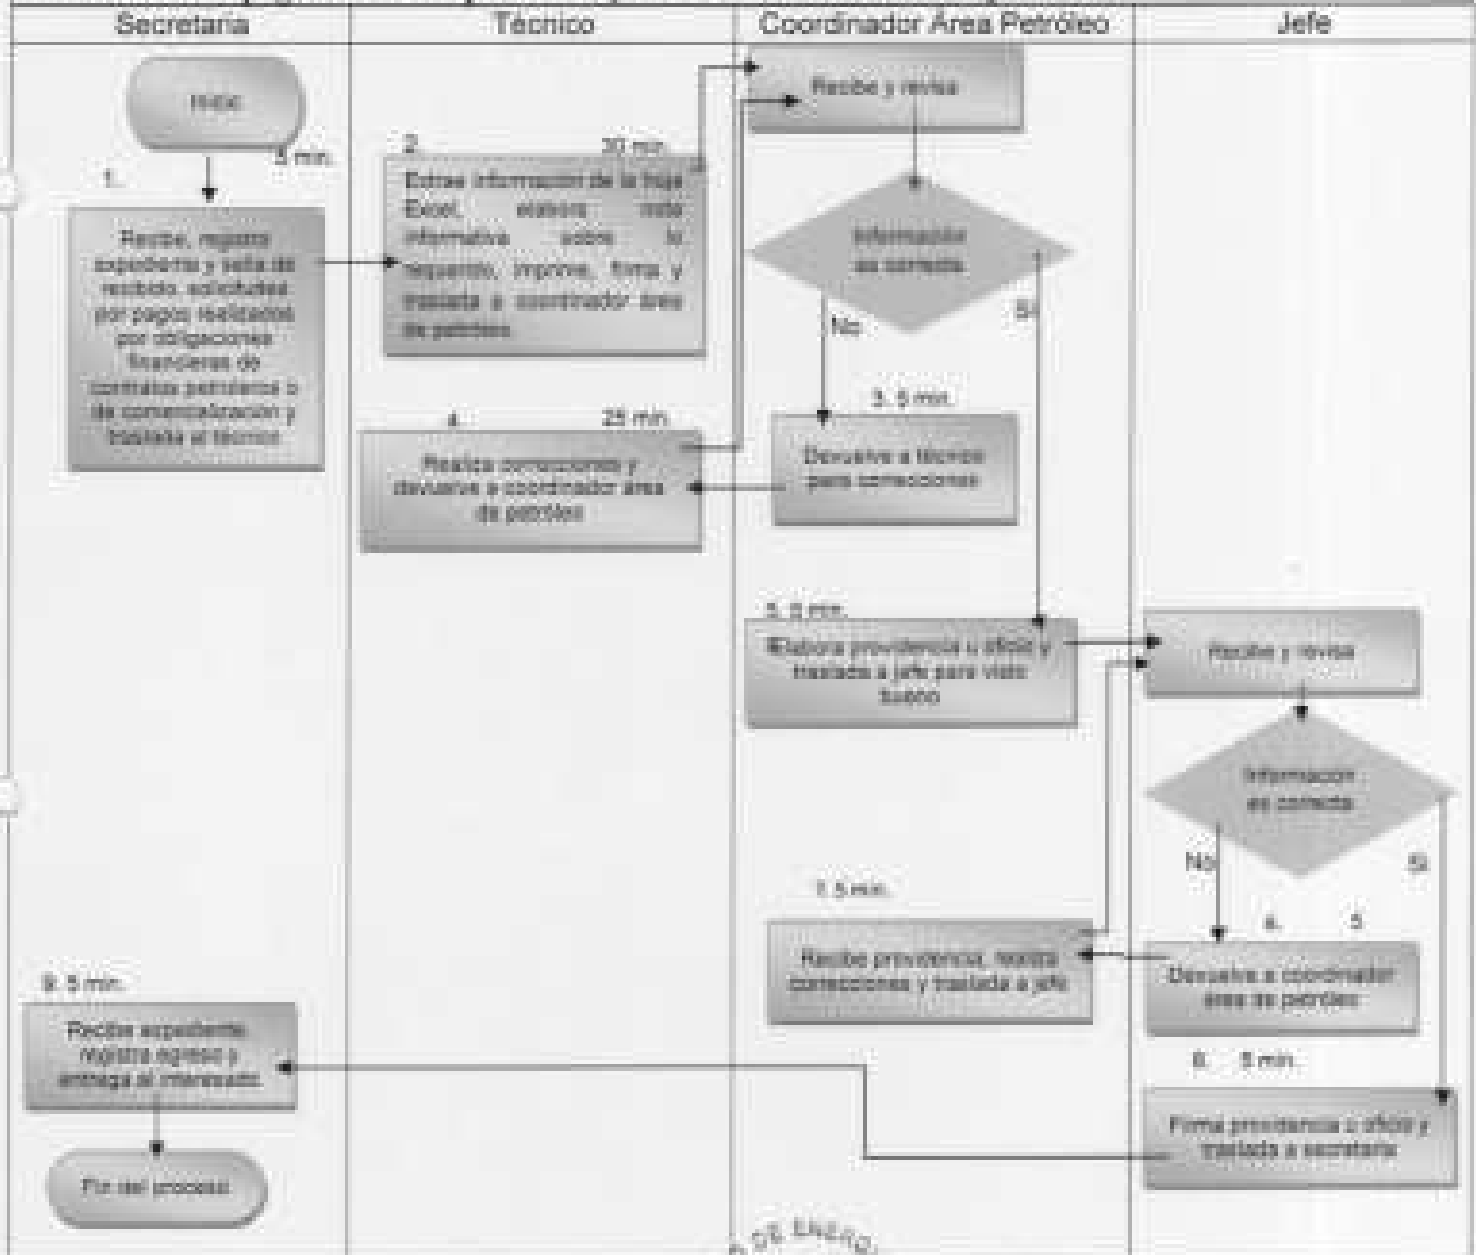 Secretaria
Técnico
Coordinador Área Petróleo
Jefe
Inicio
5 min.
1.
Recibe, registra
expediente y sella de
recibido, solicitudes
por pagos realizados
por obligaciones
financieras de
contratos petroleros o
de comercialización y
traslada al técnico
2.
30 min.
Extrae información de la hoja
Excel, elabora nota
informativa sobre lo
requerido, imprime, firma y
traslada a coordinador área
de petróleo
Recibe y revisa
Información
es correcta
No
Si
3. 5 min.
Devuelve a técnico
para correcciones
4.
25 min.
Realiza correcciones y
devuelve a coordinador área
de petróleo
5. min.
Elabora providencia u oficio y
traslada a jefe para visto
bueno
Recibe y revisa
Información
es correcta
No
Si
6. 5
Devuelve a coordinador
área de petróleo
7. 5 min.
Recibe providencia, realiza
correcciones y traslada a jefe
8. 5 min.
Firma providencia u oficio y
traslada a secretaria
9. 5 min.
Recibe expediente,
registra egreso y
entrega al interesado
Fin del proceso
DE ENERG